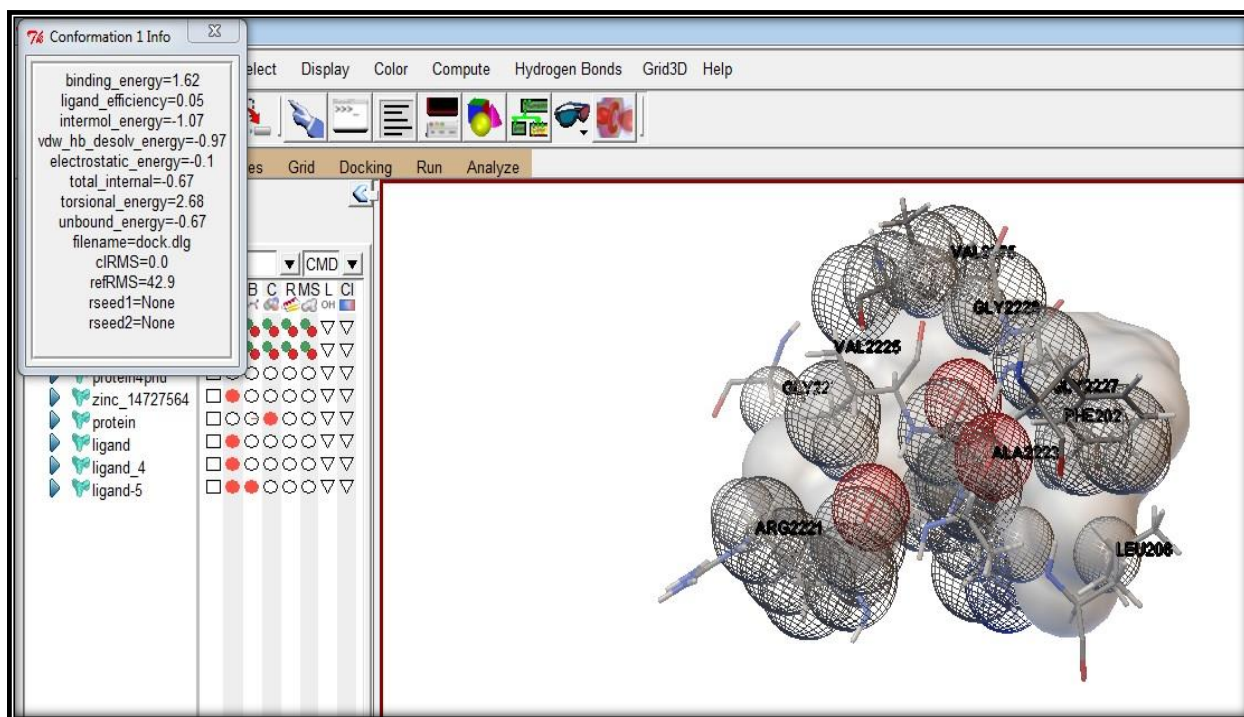 Conformation 1 Info
binding_energy=1.62
ligand_efficiency=0.05
intermol_energy=-1.07
vdw_hb_desolv_energy=-0.97
electrostatic_energy=-0.1
total_internal=-0.67
torsional_energy=2.68
unbound_energy=-0.67
filename=dock.dlg
clRMS=0.0
refRMS=42.9
rseed1=None
rseed2=None
elect Display Color Compute Hydrogen Bonds Grid3D Help
es Grid Docking Run Analyze
CMD
B C R MS L Cl
OH
zinc_14727564
protein
ligand
ligand_4
ligand-5
GLY2228
VAL2225
PHE202
ALA2223
ARG2221
LEU206